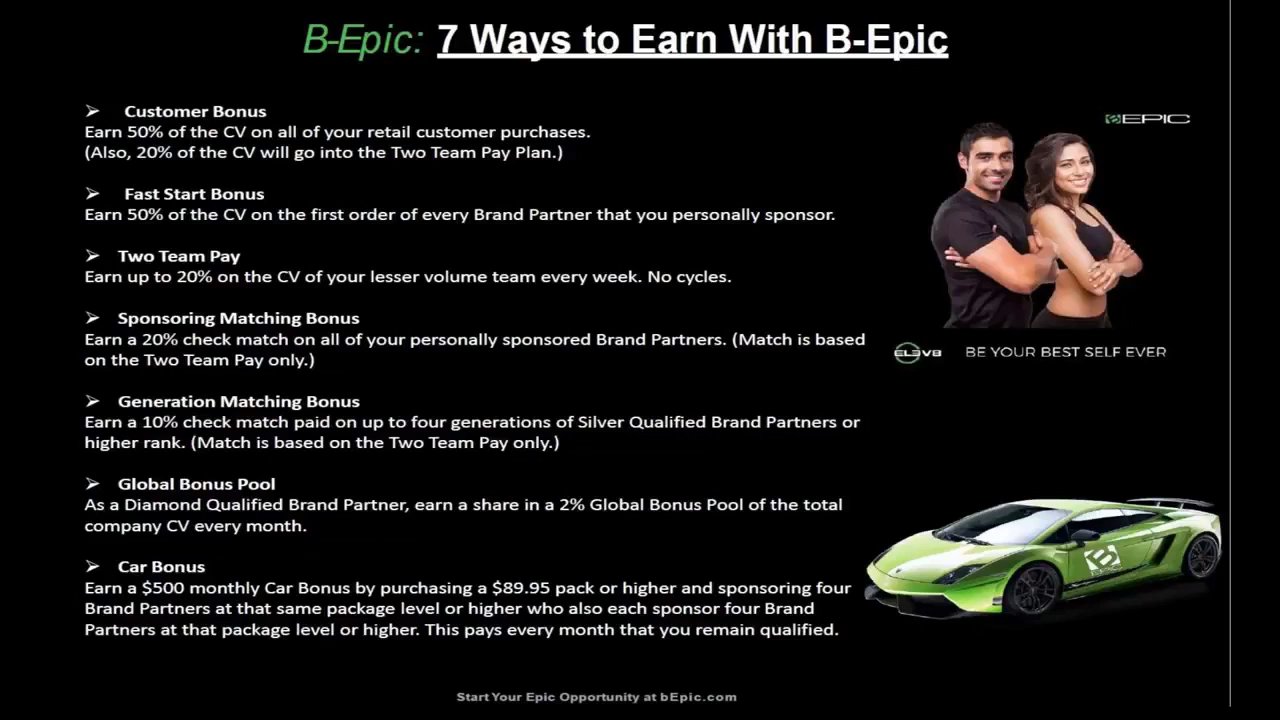 B-Epic: 7 Ways to Earn With B-Epic
➢ Customer Bonus
Earn 50% of the CV on all of your retail customer purchases.
(Also, 20% of the CV will go into the Two Team Pay Plan.)
➢ Fast Start Bonus
Earn 50% of the CV on the first order of every Brand Partner that you personally sponsor.
➢ Two Team Pay
Earn up to 20% on the CV of your lesser volume team every week. No cycles.
➢ Sponsoring Matching Bonus
Earn a 20% check match on all of your personally sponsored Brand Partners. (Match is based
on the Two Team Pay only.)
➢ Generation Matching Bonus
Earn a 10% check match paid on up to four generations of Silver Qualified Brand Partners or
higher rank. (Match is based on the Two Team Pay only.)
➢ Global Bonus Pool
As a Diamond Qualified Brand Partner, earn a share in a 2% Global Bonus Pool of the total
company CV every month.
➢ Car Bonus
Earn a $500 monthly Car Bonus by purchasing a $89.95 pack or higher and sponsoring four
Brand Partners at that same package level or higher who also each sponsor four Brand
Partners at that package level or higher. This pays every month that you remain qualified.
BEPIC
ELEV8 BE YOUR BEST SELF EVER
B
EPIC
Start Your Epic Opportunity at bEpic.com